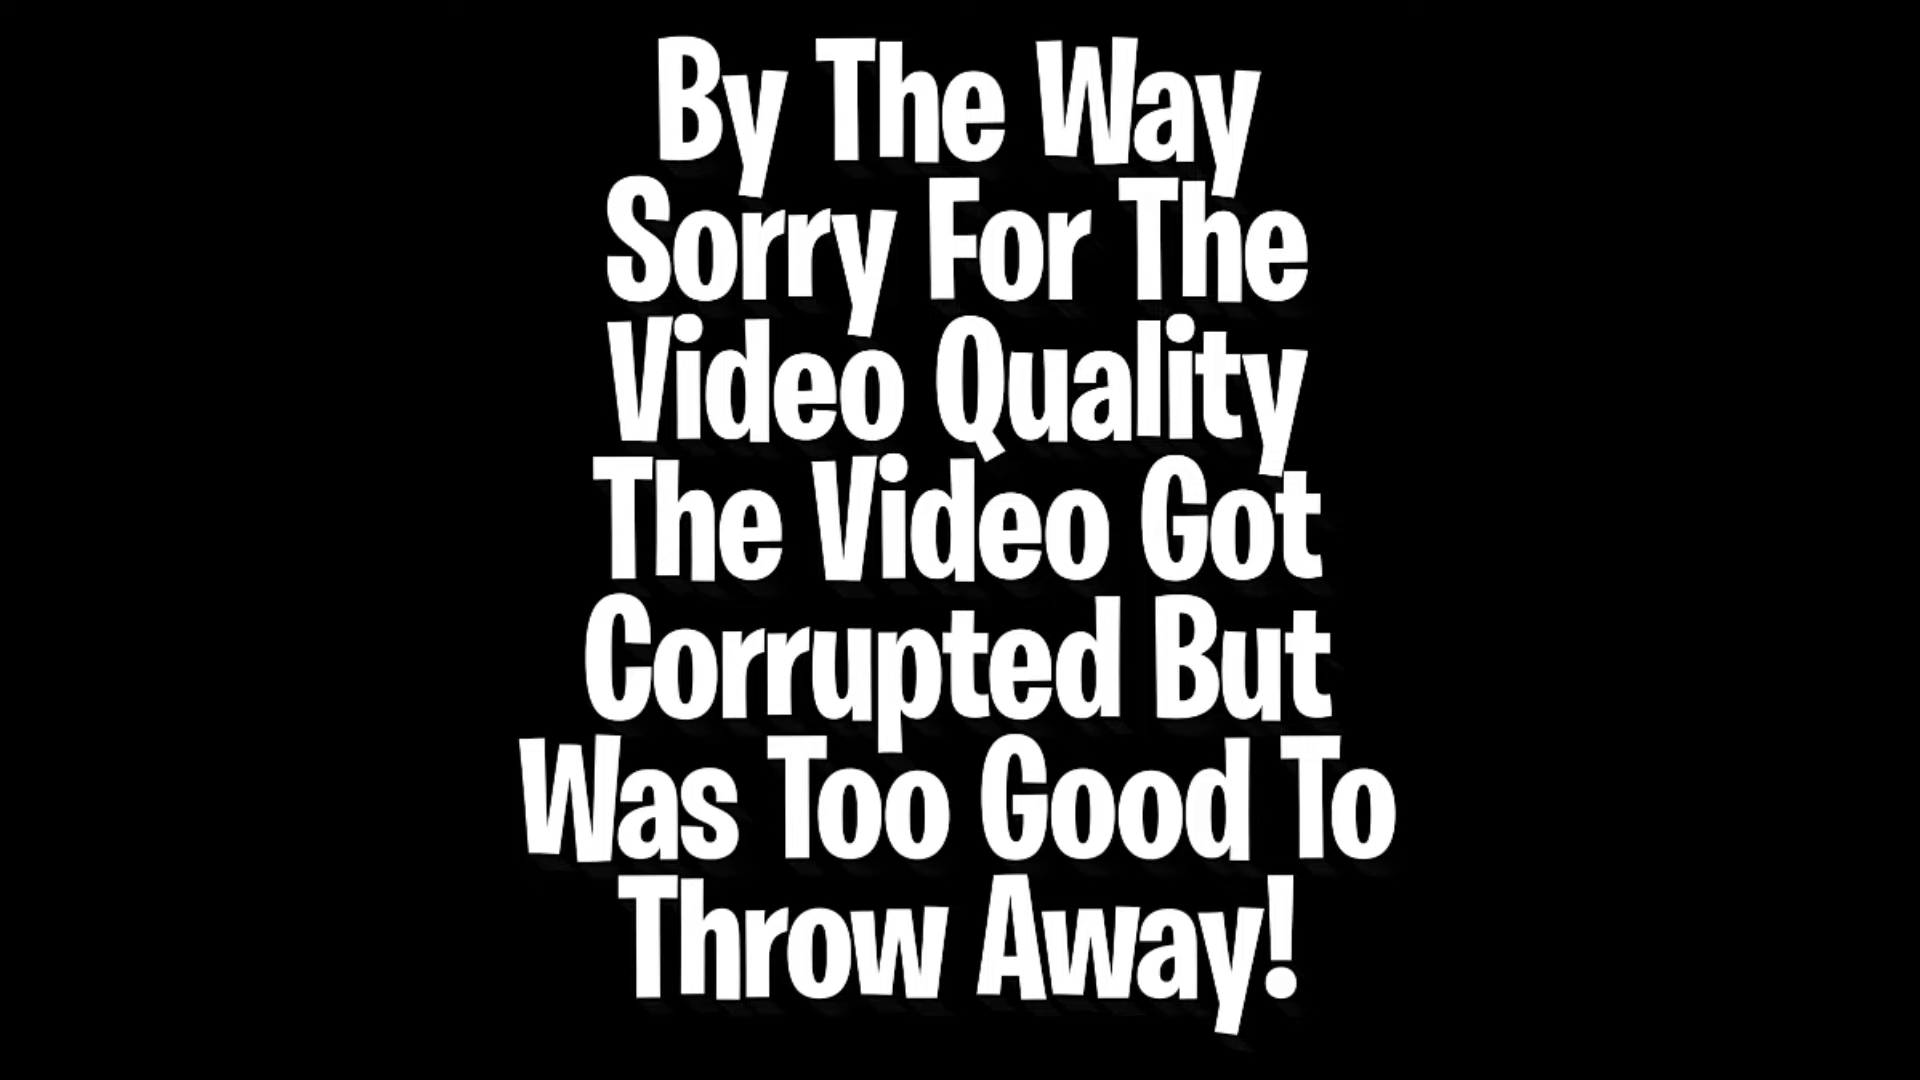 By The Way
Sorry For The
Video Quality
The Video Got
Corrupted But
Was Too Good To
Throw Away!